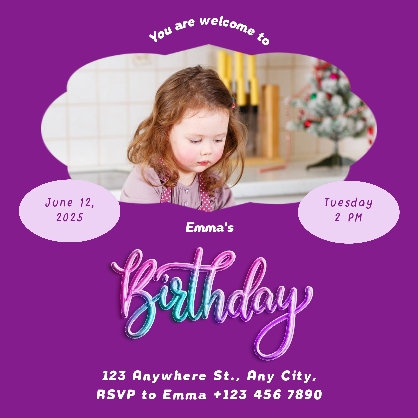 You are welcome to
June 12,
2025
Tuesday
2 PM
Emma's
Birthday
123 Anywhere St., Any City,
RSVP to Emma +123 456 7890